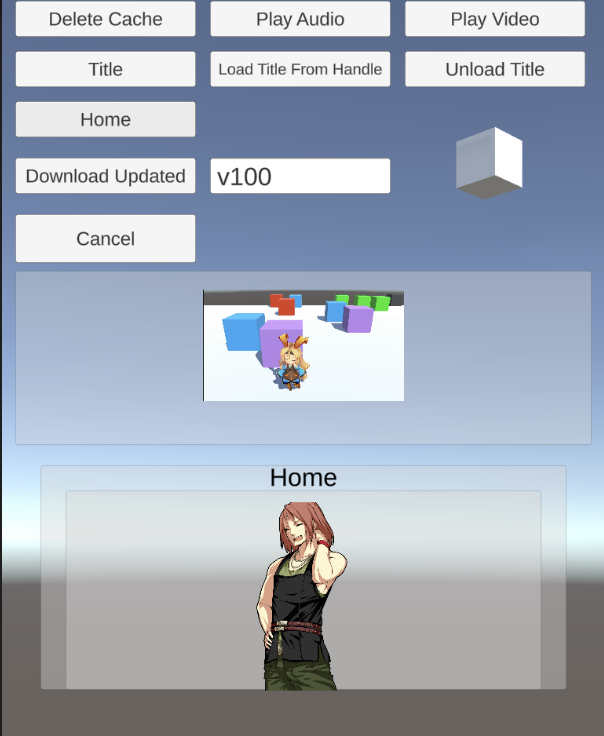 Delete Cache
Play Audio
Play Video
Title
Load Title From Handle
Unload Title
Home
Download Updated
v100
Cancel
Home